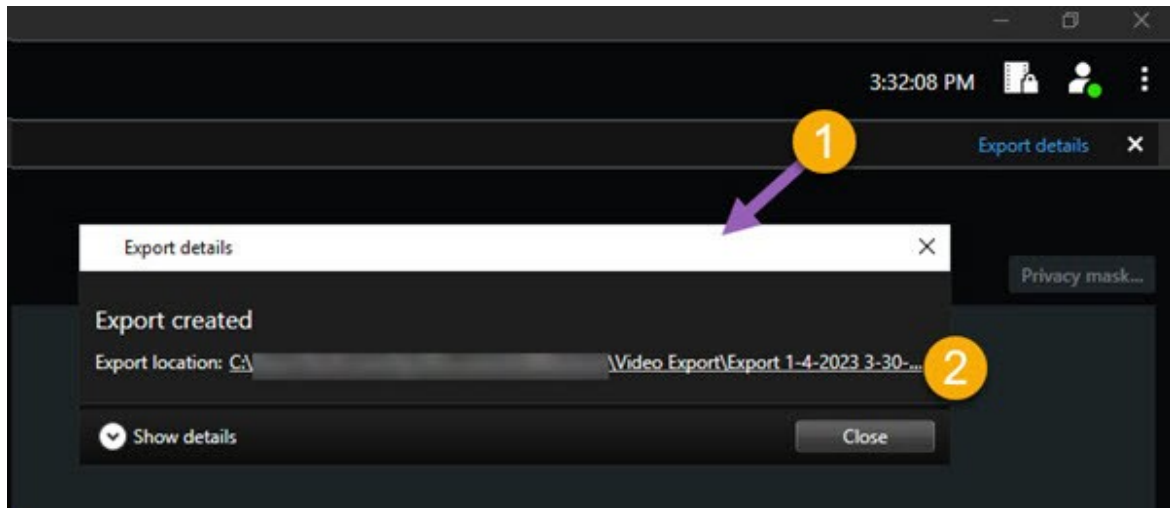 3:32:08 PM
1
Export details
Export details
Privacy mask...
Export created
Export location: C:\ \Video Export\Export 1-4-2023 3-30-...
2
Show details
Close